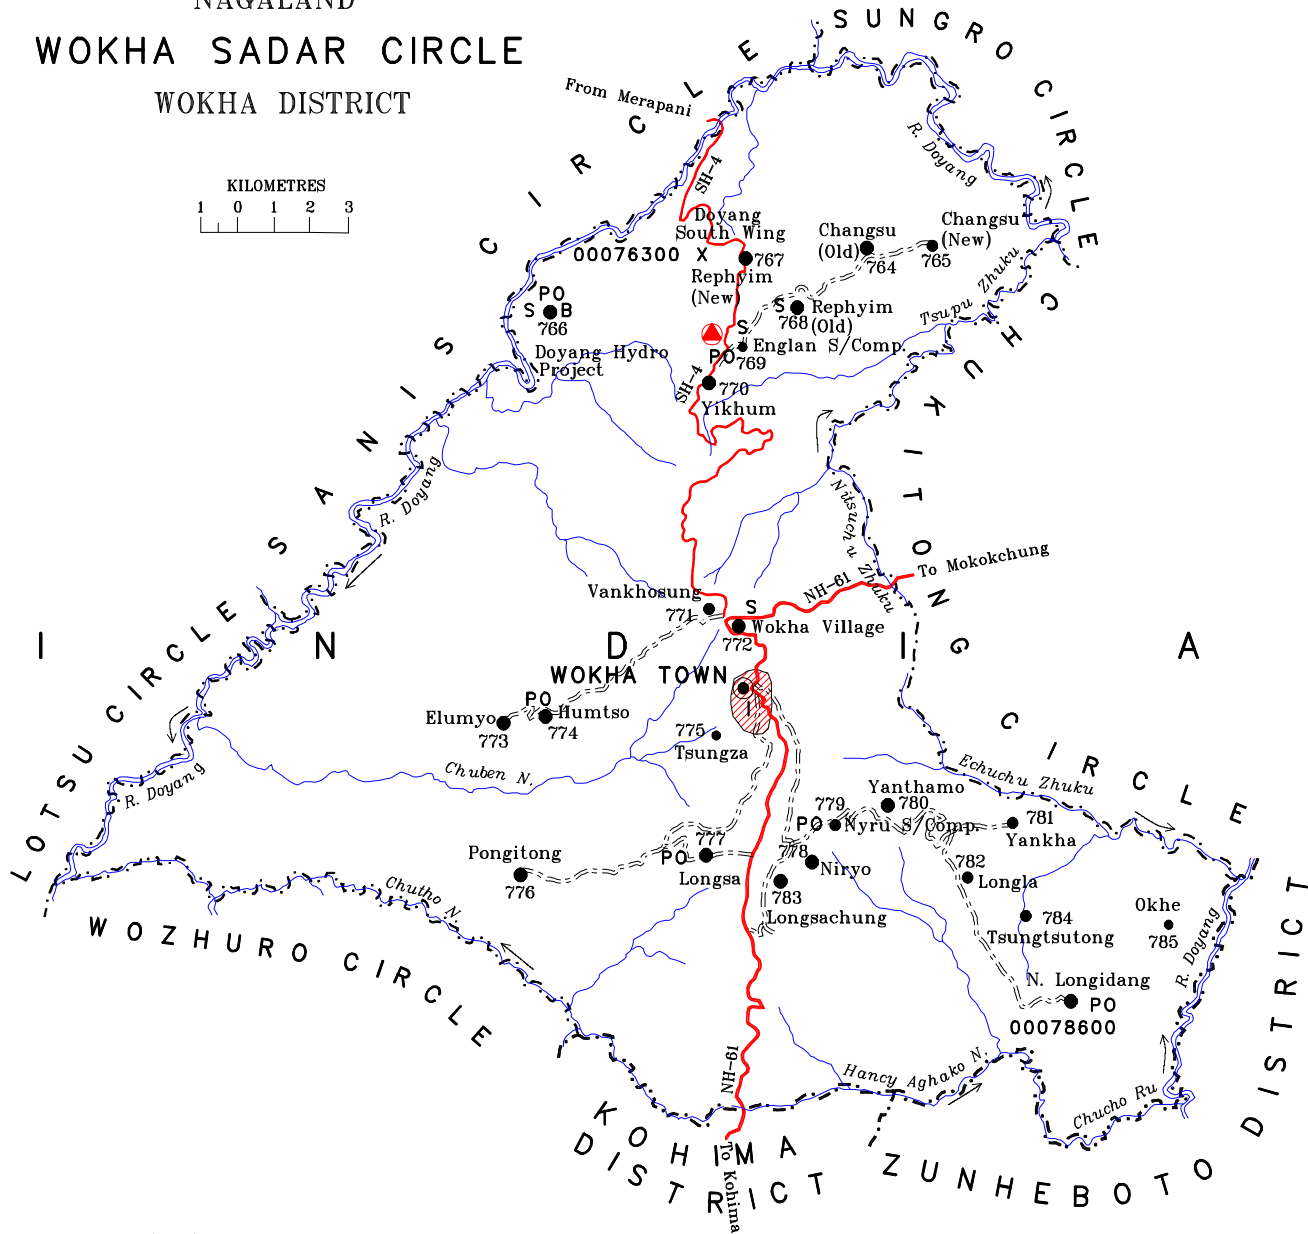 NAGALAND
WOKHA SADAR CIRCLE
WOKHA DISTRICT
KILOMETRES
1 0 1 2 3
SUNGRO CIRCLE
From Merapani
SANIS CIRCLE
R. Doyang
SH-4
Doyang
South Wing
00076300 X
767
Rephyim
(New)
Changsu
(Old)
764
Changsu
(New)
765
Tsupu Zhuku
CHUKITONG CIRCLE
PO
S B
766
Doyang Hydro
Project
S
768
Rephyim
(Old)
S
PO
769
Englan S/Comp.
SH-4
770
Yikhum
R. Doyang
Nitsuchu Zhuku
To Mokokchung
NH-61
Vankhosung
771
S
Wokha Village
772
INDIA
WOKHA TOWN
I
LOTSU CIRCLE
PO
Elumyo
773
Humtso
774
775
Tsungza
R. Doyang
Chuben N.
Echuchu Zhuku
Yanthamo
780
779
PO
Nyru S/Comp.
781
Yankha
Pongitong
776
PO
777
Longsa
778
Niryo
783
Longsachung
782
Longla
784
Tsungtsutong
Okhe
785
Chutho N.
WOZHURO CIRCLE
R. Doyang
N. Longidang
PO
00078600
NH-61
Hancy Aghako N.
Chucho Ru
KOHIMA
DISTRICT
To Kohima
ZUNHEBOTO DISTRICT